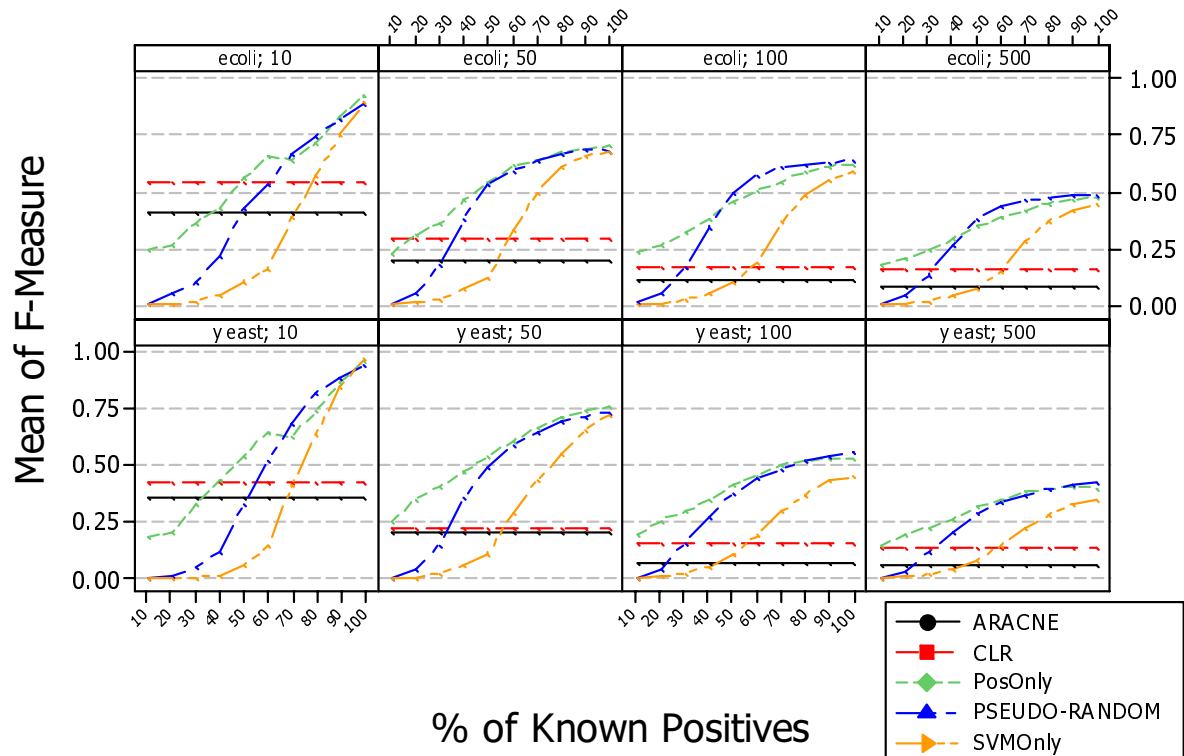 10 20 30 40 50 60 70 80 90 100
10 20 30 40 50 60 70 80 90 100
ecoli; 10
ecoli; 50
ecoli; 100
ecoli; 500
1.00
0.75
0.50
0.25
0.00
yeast; 10
yeast; 50
yeast; 100
yeast; 500
1.00
0.75
0.50
0.25
0.00
Mean of F-Measure
10 20 30 40 50 60 70 80 90 100
10 20 30 40 50 60 70 80 90 100
ARACNE
CLR
PosOnly
PSEUDO-RANDOM
SVMOnly
% of Known Positives